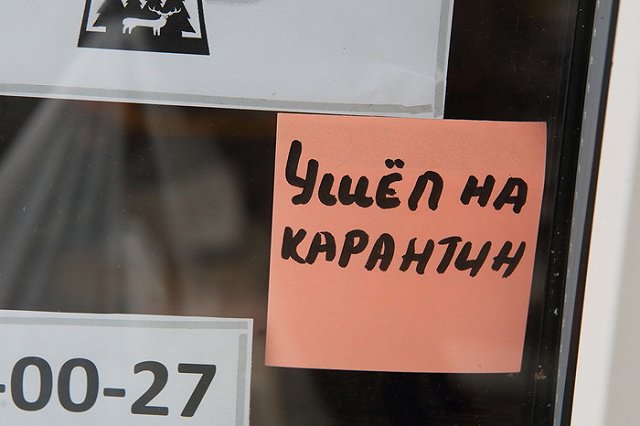 Ушёл на
карантин
-00-27